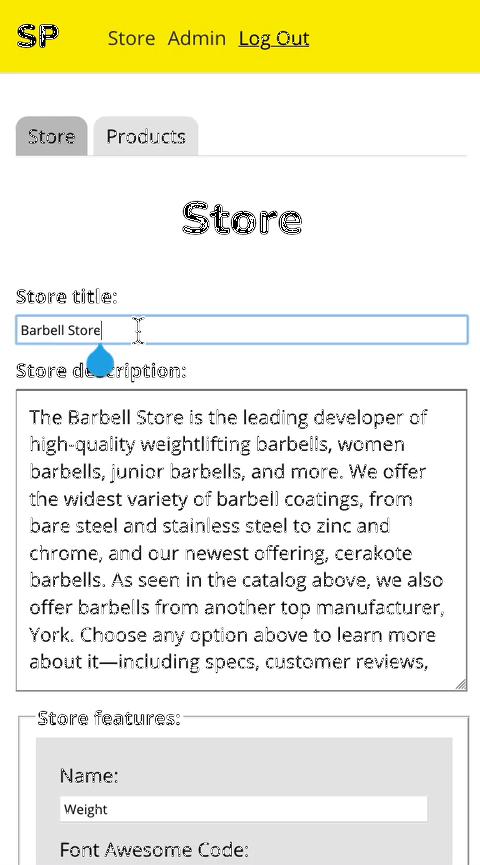 SP Store Admin Log Out
Store Products
Store
Store title:
Barbell Store
Store description:
The Barbell Store is the leading developer of
high-quality weightlifting barbells, women
barbells, junior barbells, and more. We offer
the widest variety of barbell coatings, from
bare steel and stainless steel to zinc and
chrome, and our newest offering, cerakote
barbells. As seen in the catalog above, we also
offer barbells from another top manufacturer,
York. Choose any option above to learn more
about it—including specs, customer reviews,
Store features:
Name:
Weight
Font Awesome Code: